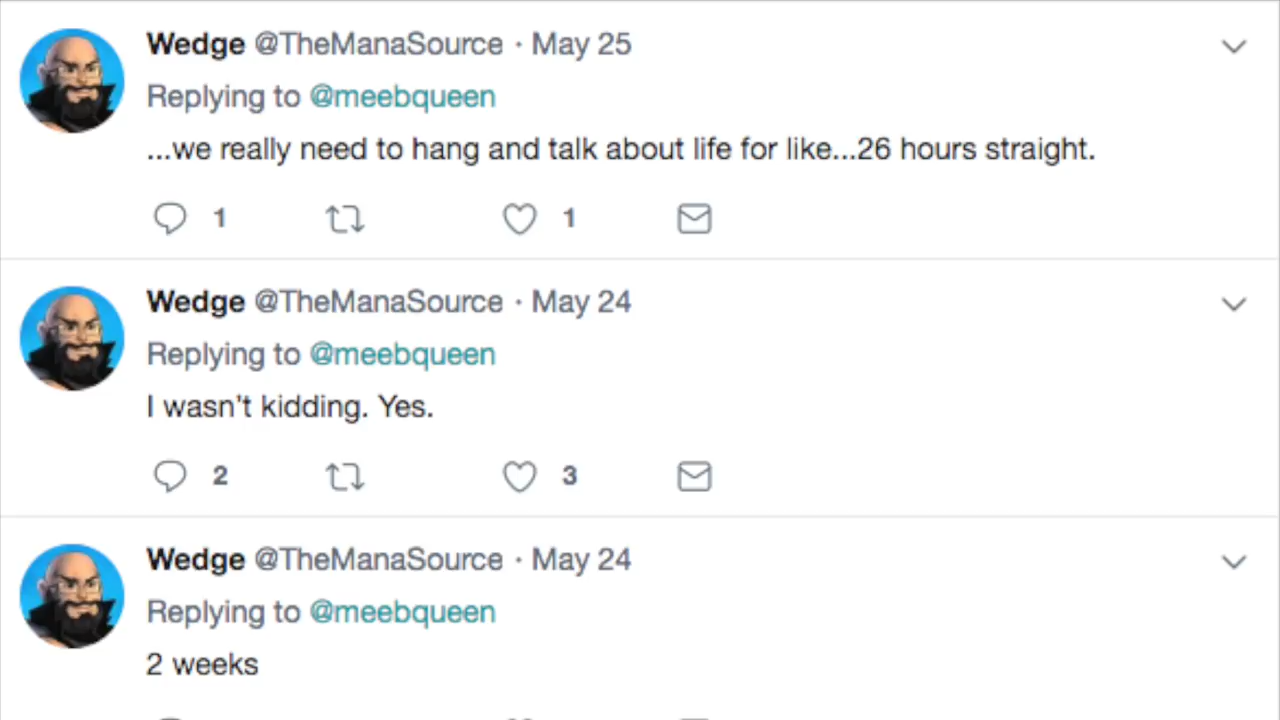 Wedge @TheManaSource · May 25
Replying to @meebqueen
...we really need to hang and talk about life for like...26 hours straight.
1 1
Wedge @TheManaSource · May 24
Replying to @meebqueen
I wasn't kidding. Yes.
2 3
Wedge @TheManaSource · May 24
Replying to @meebqueen
2 weeks